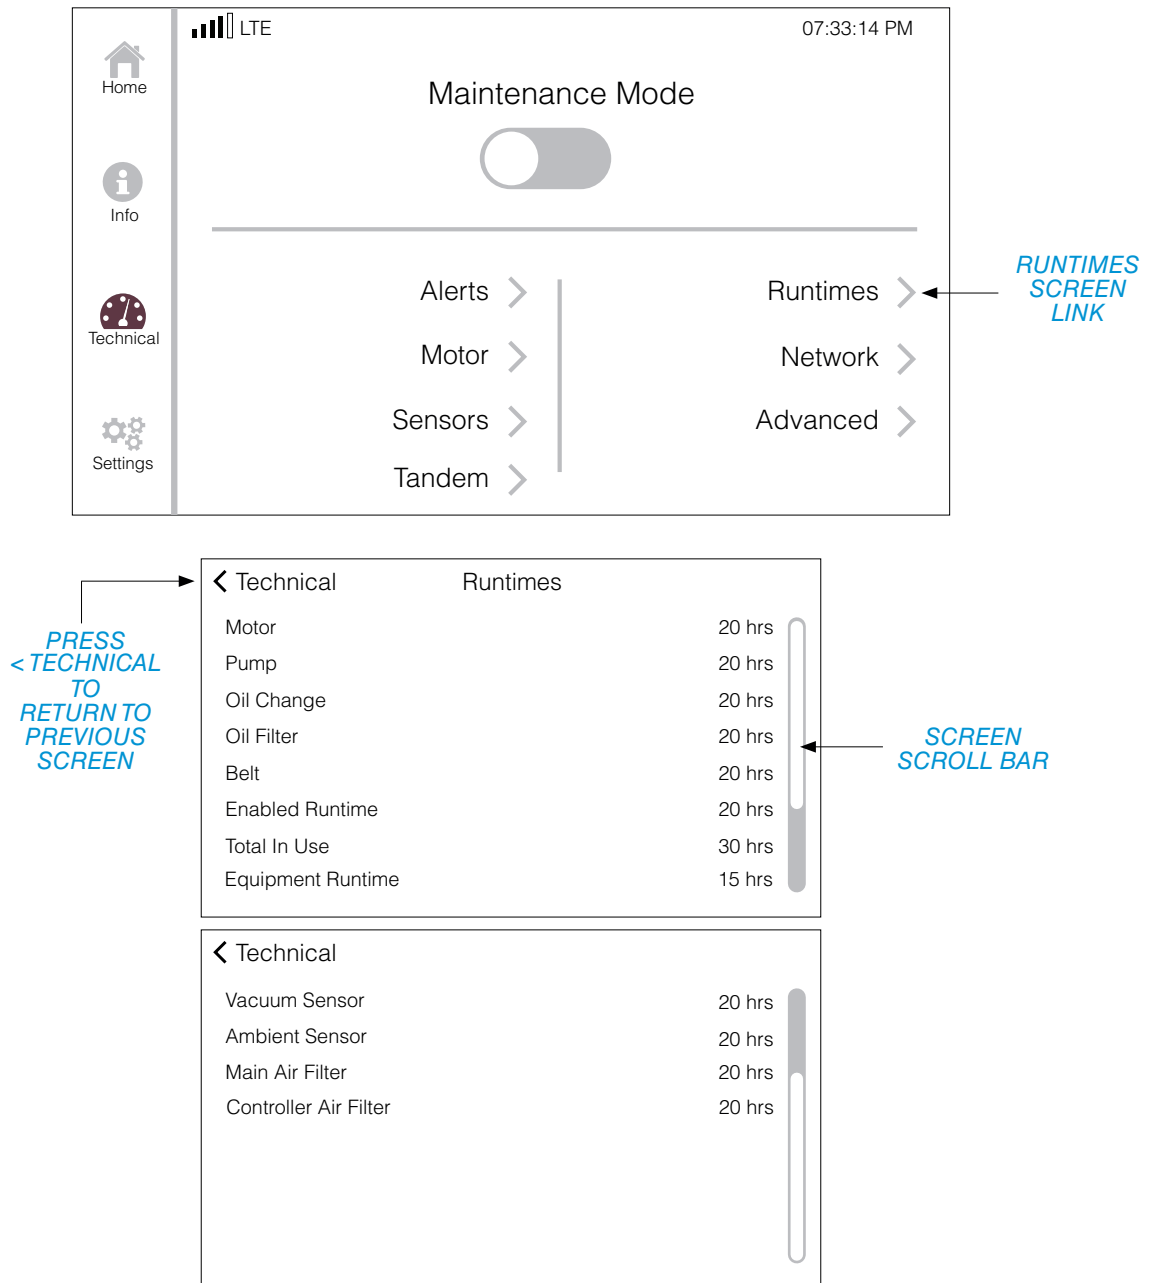 LTE
07:33:14 PM
Home
Maintenance Mode
Info
Alerts
Runtimes
RUNTIMES
SCREEN
LINK
Technical
Motor
Network
Sensors
Advanced
Settings
Tandem
Technical
Runtimes
PRESS
< TECHNICAL
TO
RETURN TO
PREVIOUS
SCREEN
Motor 20 hrs
Pump 20 hrs
Oil Change 20 hrs
Oil Filter 20 hrs
Belt 20 hrs
Enabled Runtime 20 hrs
Total In Use 30 hrs
Equipment Runtime 15 hrs
SCREEN
SCROLL BAR
Technical
Vacuum Sensor 20 hrs
Ambient Sensor 20 hrs
Main Air Filter 20 hrs
Controller Air Filter 20 hrs